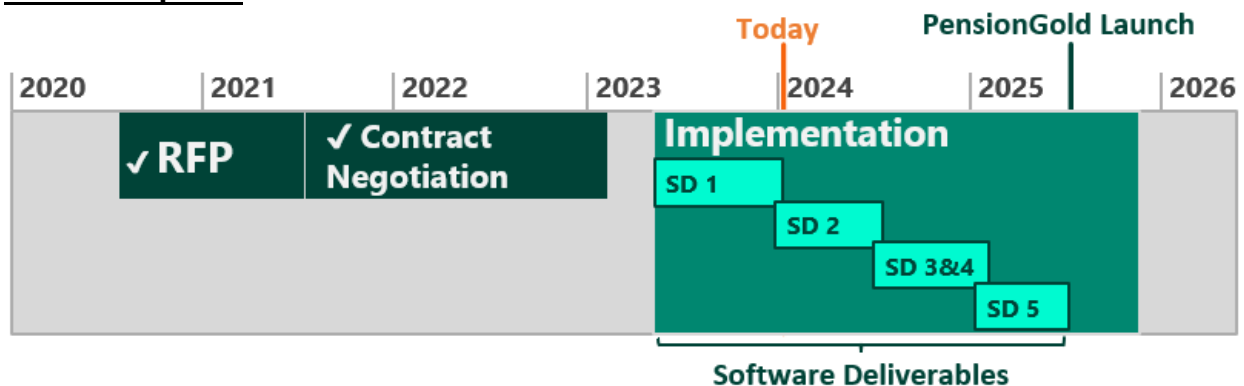 Today
PensionGold Launch
2020
2021
2022
2023
2024
2025
2026
✓ RFP
✓ Contract
Negotiation
Implementation
SD 1
SD 2
SD 3&4
SD 5
Software Deliverables